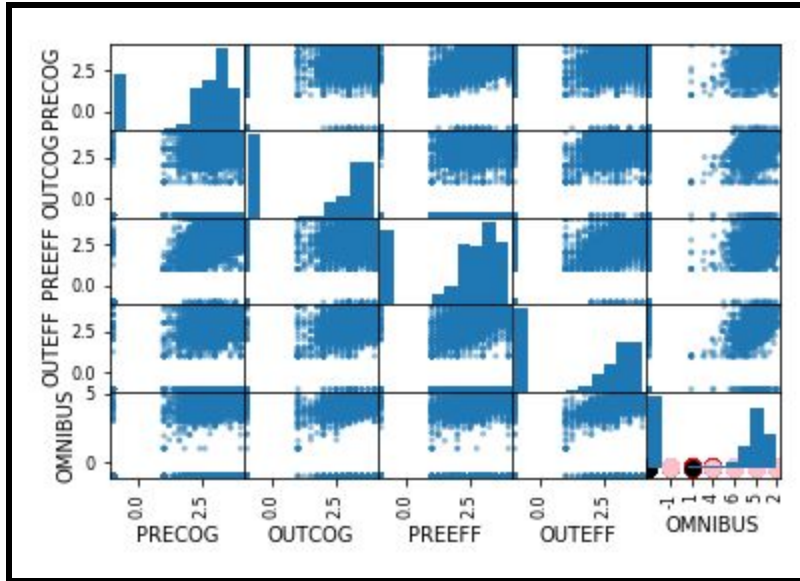 PRECOG
2.5
0.0
OUTCOG
2.5
0.0
PREEFF
2.5
0.0
OUTEFF
2.5
0.0
OMNIBUS
5
0
0.0 2.5 0.0 2.5 0.0 2.5 0.0 2.5 -1 1 4 6 5 2
PRECOG OUTCOG PREEFF OUTEFF OMNIBUS